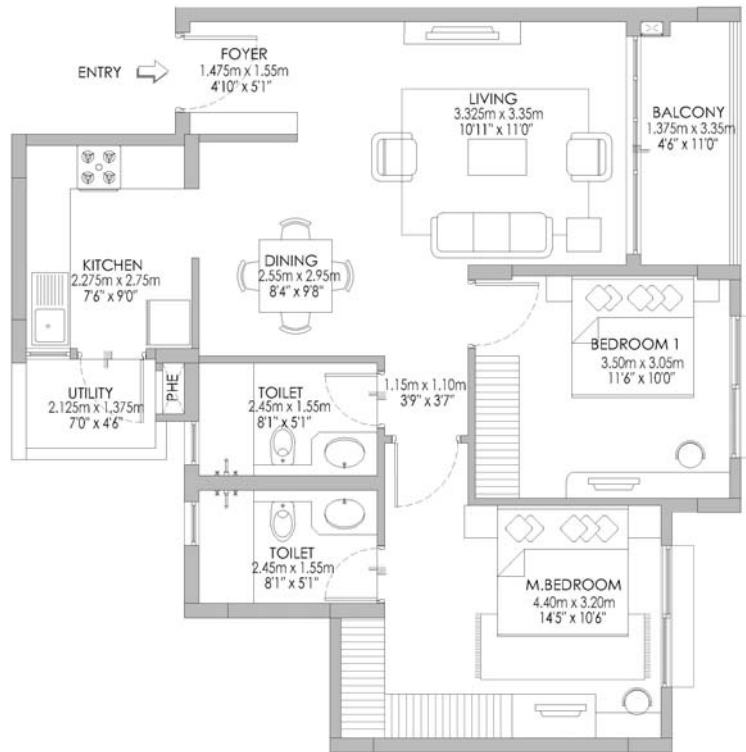 FOYER
1.475m x 1.55m
4'10" x 5'1"
ENTRY
LIVING
3.325m x 3.35m
10'11" x 11'0"
BALCONY
1.375m x 3.35m
4'6" x 11'0"
KITCHEN
2.275m x 2.75m
7'6" x 9'0"
DINING
2.55m x 2.95m
8'4" x 9'8"
BEDROOM 1
3.50m x 3.05m
11'6" x 10'0"
UTILITY
2.125m x 1.375m
7'0" x 4'6"
PHE
TOILET
2.45m x 1.55m
8'1" x 5'1"
1.15m x 1.10m
3'9" x 3'7"
TOILET
2.45m x 1.55m
8'1" x 5'1"
M.BEDROOM
4.40m x 3.20m
14'5" x 10'6"